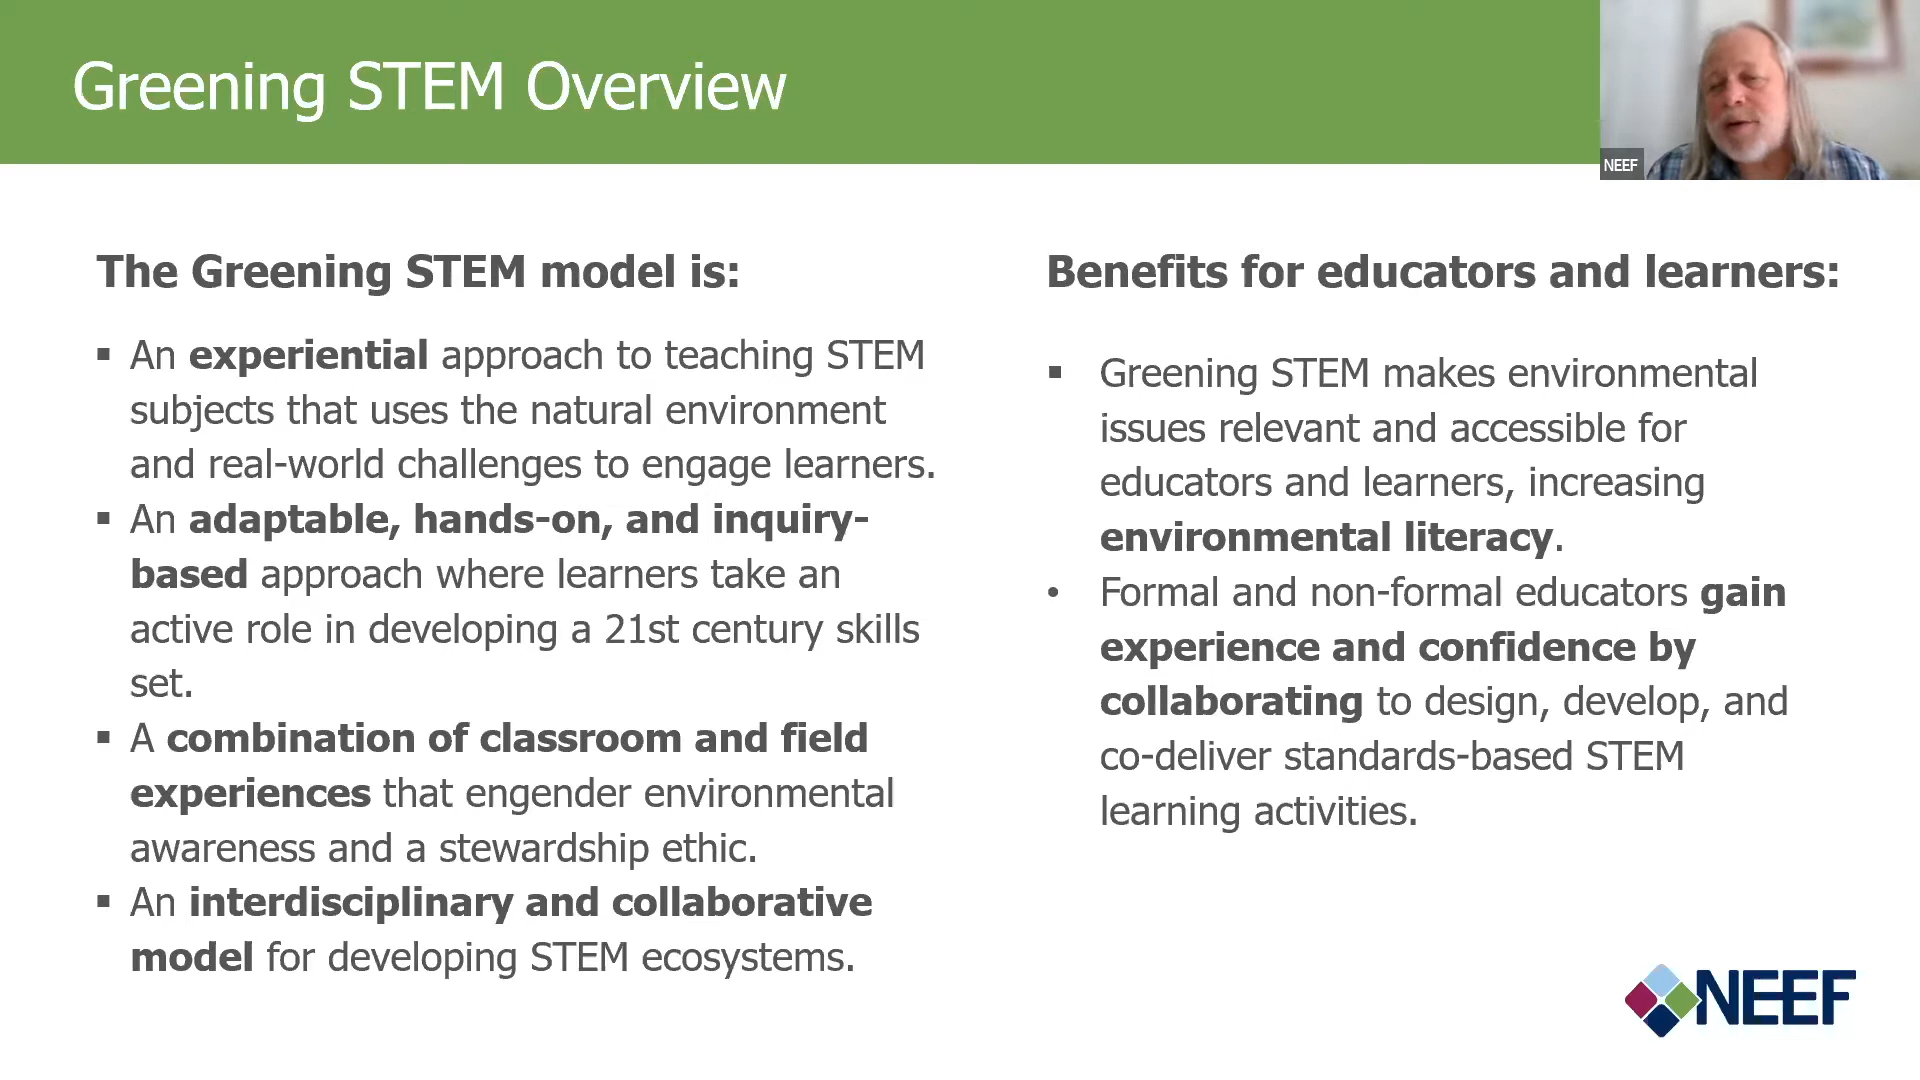 Greening STEM Overview
NEEF
The Greening STEM model is:
▪ An experiential approach to teaching STEM
subjects that uses the natural environment
and real-world challenges to engage learners.
▪ An adaptable, hands-on, and inquiry-
based approach where learners take an
active role in developing a 21st century skills
set.
▪ A combination of classroom and field
experiences that engender environmental
awareness and a stewardship ethic.
▪ An interdisciplinary and collaborative
model for developing STEM ecosystems.
Benefits for educators and learners:
▪ Greening STEM makes environmental
issues relevant and accessible for
educators and learners, increasing
environmental literacy.
• Formal and non-formal educators gain
experience and confidence by
collaborating to design, develop, and
co-deliver standards-based STEM
learning activities.
NEEF